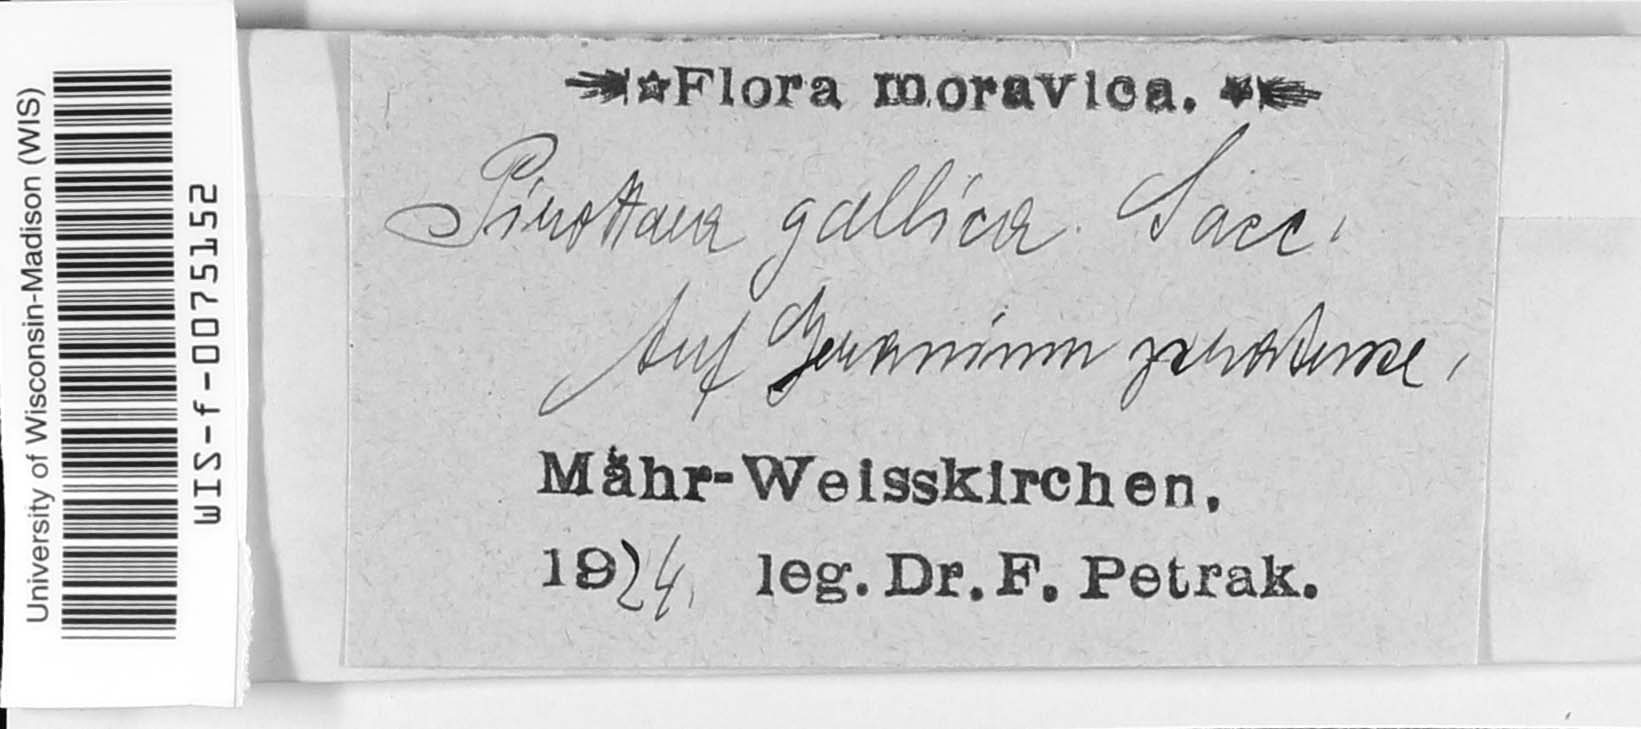 University of Wisconsin-Madison (WIS)
WIS-f-0075152
Flora moravica.
Pirottaea gallica. Sacc.
Auf Geranium pratense,
Mähr-Weisskirchen.
1924, leg. Dr. F. Petrak.